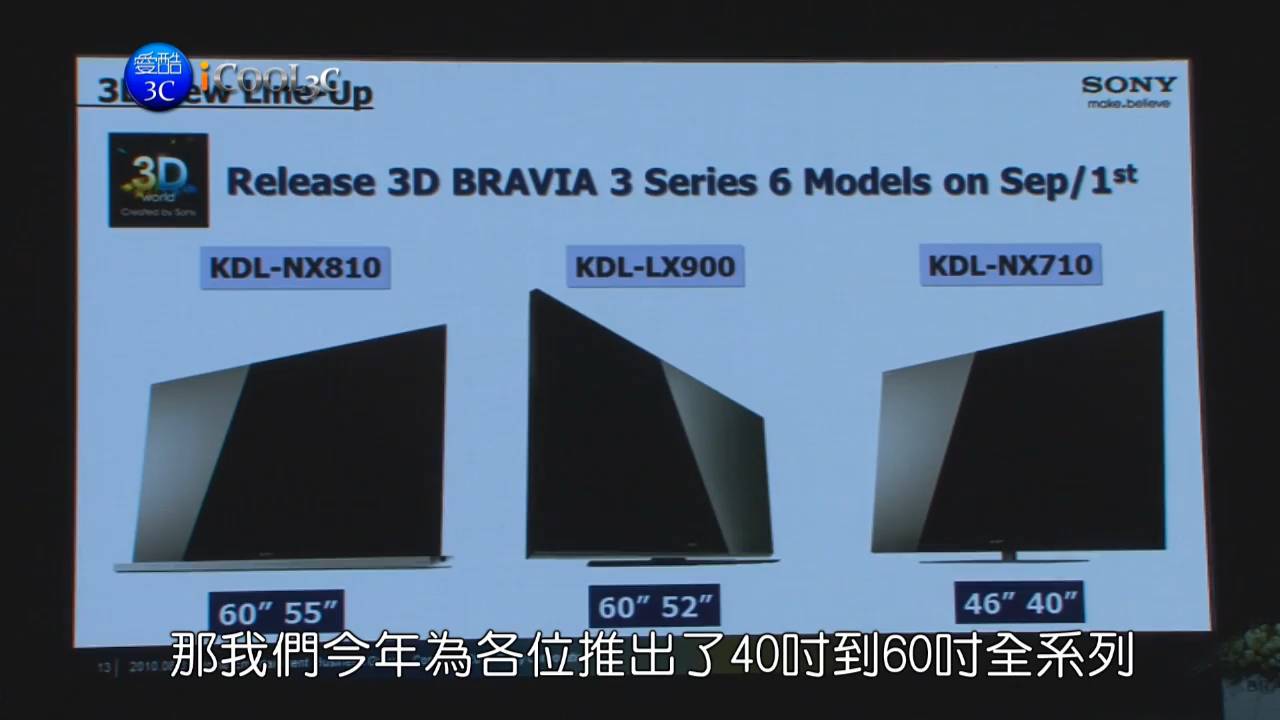 愛酷 iCOOL3C
3C
Line-Up
SONY
make.believe
3D
world
Created by Sony
Release 3D BRAVIA 3 Series 6 Models on Sep/1st
KDL-NX810
KDL-LX900
KDL-NX710
60” 55”
60” 52”
46” 40”
那我們今年為各位推出了40吋到60吋全系列
13